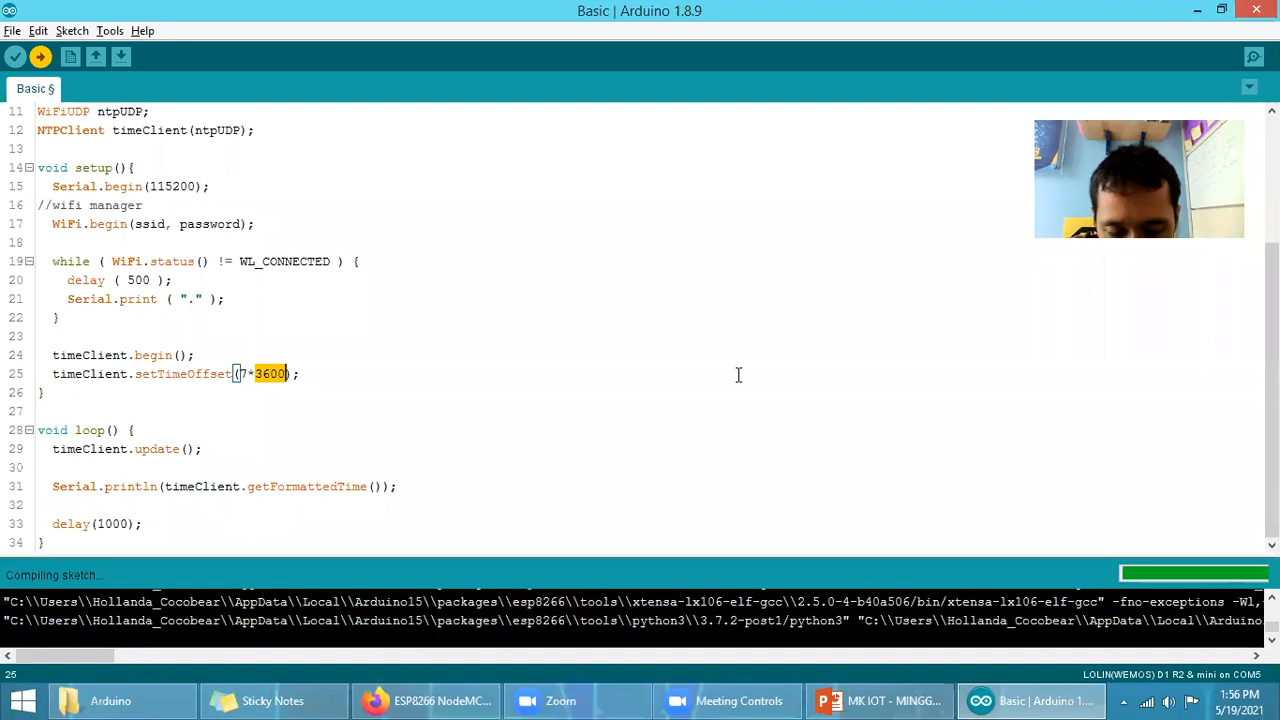 Basic | Arduino 1.8.9
File Edit Sketch Tools Help
Basic §
11 WiFiUDP ntpUDP;
12 NTPClient timeClient(ntpUDP);
13
14 void setup(){
15 Serial.begin(115200);
16 //wifi manager
17 WiFi.begin(ssid, password);
18
19 while ( WiFi.status() != WL_CONNECTED ) {
20 delay ( 500 );
21 Serial.print ( "." );
22 }
23
24 timeClient.begin();
25 timeClient.setTimeOffset(7*3600);
26 }
27
28 void loop() {
29 timeClient.update();
30
31 Serial.println(timeClient.getFormattedTime());
32
33 delay(1000);
34 }
Compiling sketch...
"C:\\Users\\Hollanda_Cocobear\\AppData\\Local\\Arduino15\\packages\\esp8266\\tools\\xtensa-lx106-elf-gcc\\2.5.0-4-b40a506/bin/xtensa-lx106-elf-gcc" -fno-exceptions -Wl,
"C:\\Users\\Hollanda_Cocobear\\AppData\\Local\\Arduino15\\packages\\esp8266\\tools\\python3\\3.7.2-post1/python3" "C:\\Users\\Hollanda_Cocobear\\AppData\\Local\\Arduino
25 LOLIN(WEMOS) D1 R2 & mini on COM5
Arduino Sticky Notes ESP8266 NodeMC... Zoom Meeting Controls MK IOT - MINGG... Basic | Arduino 1.8... 1:56 PM
5/19/2021